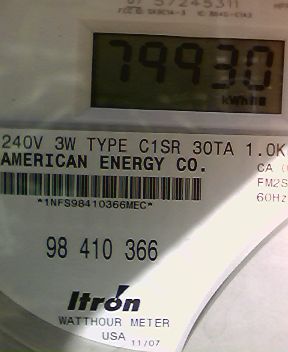 57245311
79930
kWh
240V 3W TYPE C1SR 30TA 1.0K
AMERICAN ENERGY CO.
CA
FM2S
60Hz
*1NFS98410366MEC*
98 410 366
Itron
WATTHOUR METER
USA 11/07